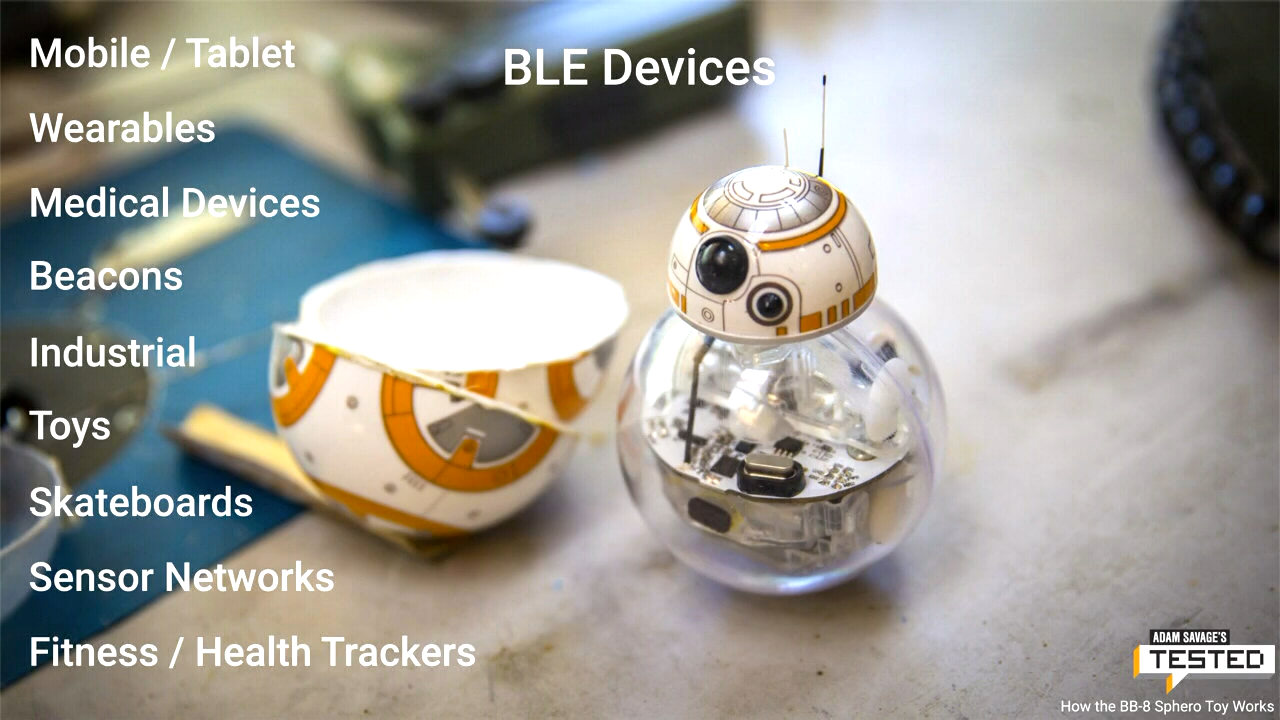 BLE Devices
Mobile / Tablet
Wearables
Medical Devices
Beacons
Industrial
Toys
Skateboards
Sensor Networks
Fitness / Health Trackers
ADAM SAVAGE'S
TESTED
How the BB-8 Sphero Toy Works